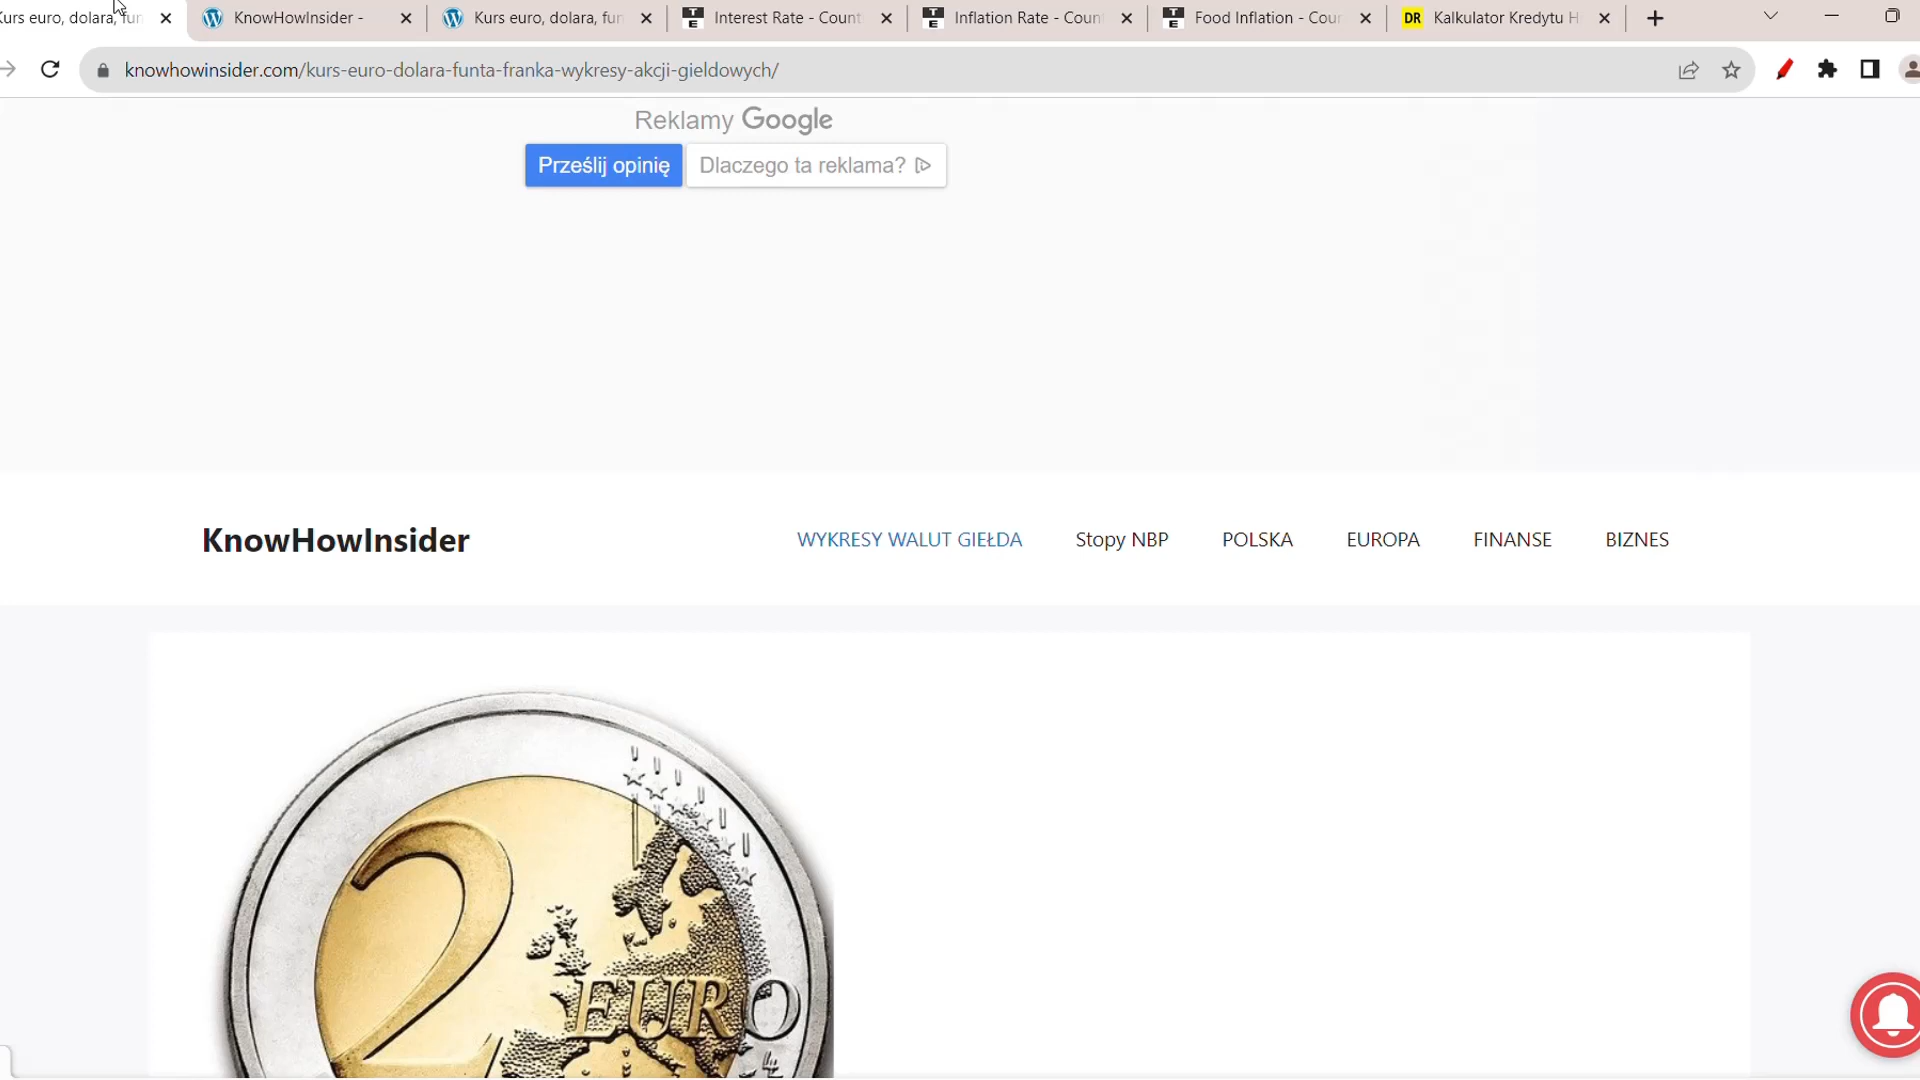 Kurs euro, dolara, fun
KnowHowInsider -
Kurs euro, dolara, fun
Interest Rate - Count
Inflation Rate - Coun
Food Inflation - Cour
DR Kalkulator Kredytu H
knowhowinsider.com/kurs-euro-dolara-funta-franka-wykresy-akcji-gieldowych/
Reklamy Google
Prześlij opinię
Dlaczego ta reklama?
KnowHowInsider
WYKRESY WALUT GIEŁDA
Stopy NBP
POLSKA
EUROPA
FINANSE
BIZNES
2
EURO